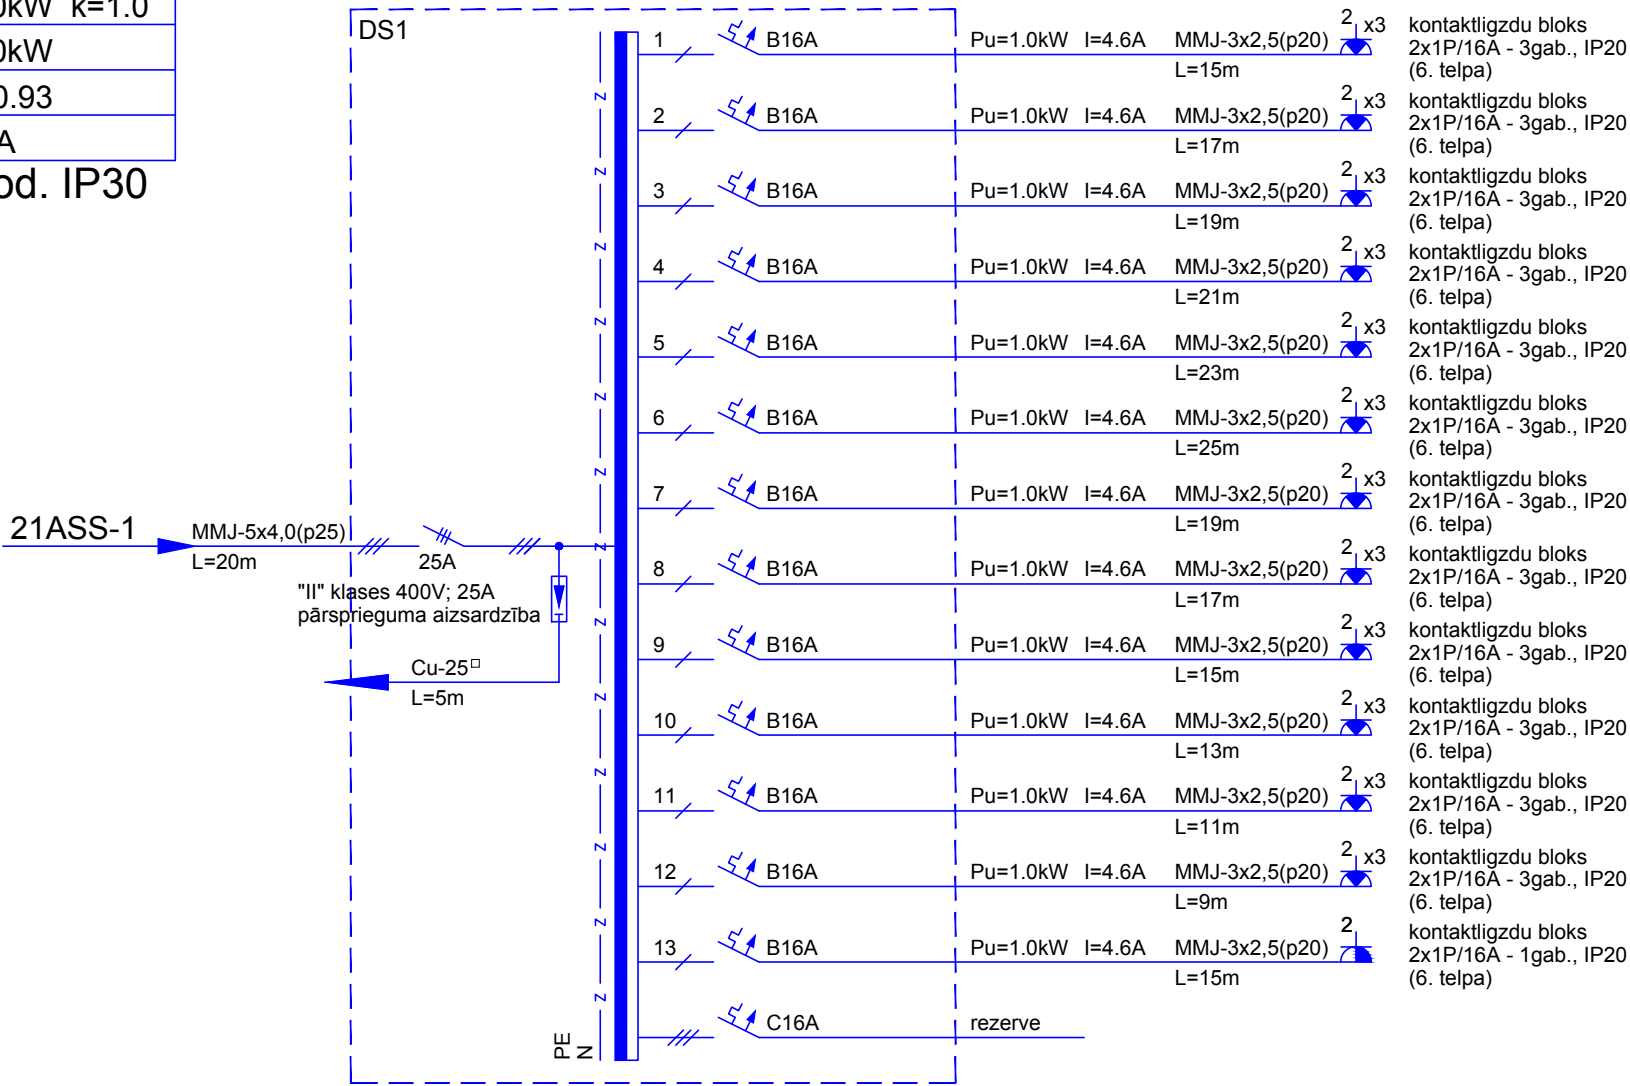 0kW k=1.0
0kW
0.93
A
od. IP30
DS1
1 B16A Pu=1.0kW I=4.6A MMJ-3x2,5(p20) 2 x3 kontaktligzdu bloks
L=15m 2x1P/16A - 3gab., IP20
(6. telpa)
2 B16A Pu=1.0kW I=4.6A MMJ-3x2,5(p20) 2 x3 kontaktligzdu bloks
L=17m 2x1P/16A - 3gab., IP20
(6. telpa)
3 B16A Pu=1.0kW I=4.6A MMJ-3x2,5(p20) 2 x3 kontaktligzdu bloks
L=19m 2x1P/16A - 3gab., IP20
(6. telpa)
4 B16A Pu=1.0kW I=4.6A MMJ-3x2,5(p20) 2 x3 kontaktligzdu bloks
L=21m 2x1P/16A - 3gab., IP20
(6. telpa)
5 B16A Pu=1.0kW I=4.6A MMJ-3x2,5(p20) 2 x3 kontaktligzdu bloks
L=23m 2x1P/16A - 3gab., IP20
(6. telpa)
6 B16A Pu=1.0kW I=4.6A MMJ-3x2,5(p20) 2 x3 kontaktligzdu bloks
L=25m 2x1P/16A - 3gab., IP20
(6. telpa)
7 B16A Pu=1.0kW I=4.6A MMJ-3x2,5(p20) 2 x3 kontaktligzdu bloks
L=19m 2x1P/16A - 3gab., IP20
(6. telpa)
21ASS-1 MMJ-5x4,0(p25)
L=20m 25A
"II" klases 400V; 25A
pārsprieguma aizsardzība
Cu-25□
L=5m
8 B16A Pu=1.0kW I=4.6A MMJ-3x2,5(p20) 2 x3 kontaktligzdu bloks
L=17m 2x1P/16A - 3gab., IP20
(6. telpa)
9 B16A Pu=1.0kW I=4.6A MMJ-3x2,5(p20) 2 x3 kontaktligzdu bloks
L=15m 2x1P/16A - 3gab., IP20
(6. telpa)
10 B16A Pu=1.0kW I=4.6A MMJ-3x2,5(p20) 2 x3 kontaktligzdu bloks
L=13m 2x1P/16A - 3gab., IP20
(6. telpa)
11 B16A Pu=1.0kW I=4.6A MMJ-3x2,5(p20) 2 x3 kontaktligzdu bloks
L=11m 2x1P/16A - 3gab., IP20
(6. telpa)
12 B16A Pu=1.0kW I=4.6A MMJ-3x2,5(p20) 2 x3 kontaktligzdu bloks
L=9m 2x1P/16A - 3gab., IP20
(6. telpa)
13 B16A Pu=1.0kW I=4.6A MMJ-3x2,5(p20) 2 kontaktligzdu bloks
L=15m 2x1P/16A - 1gab., IP20
(6. telpa)
C16A rezerve
PE
N
N
N
N
N
N
N
N
N
N
N
N
N
N